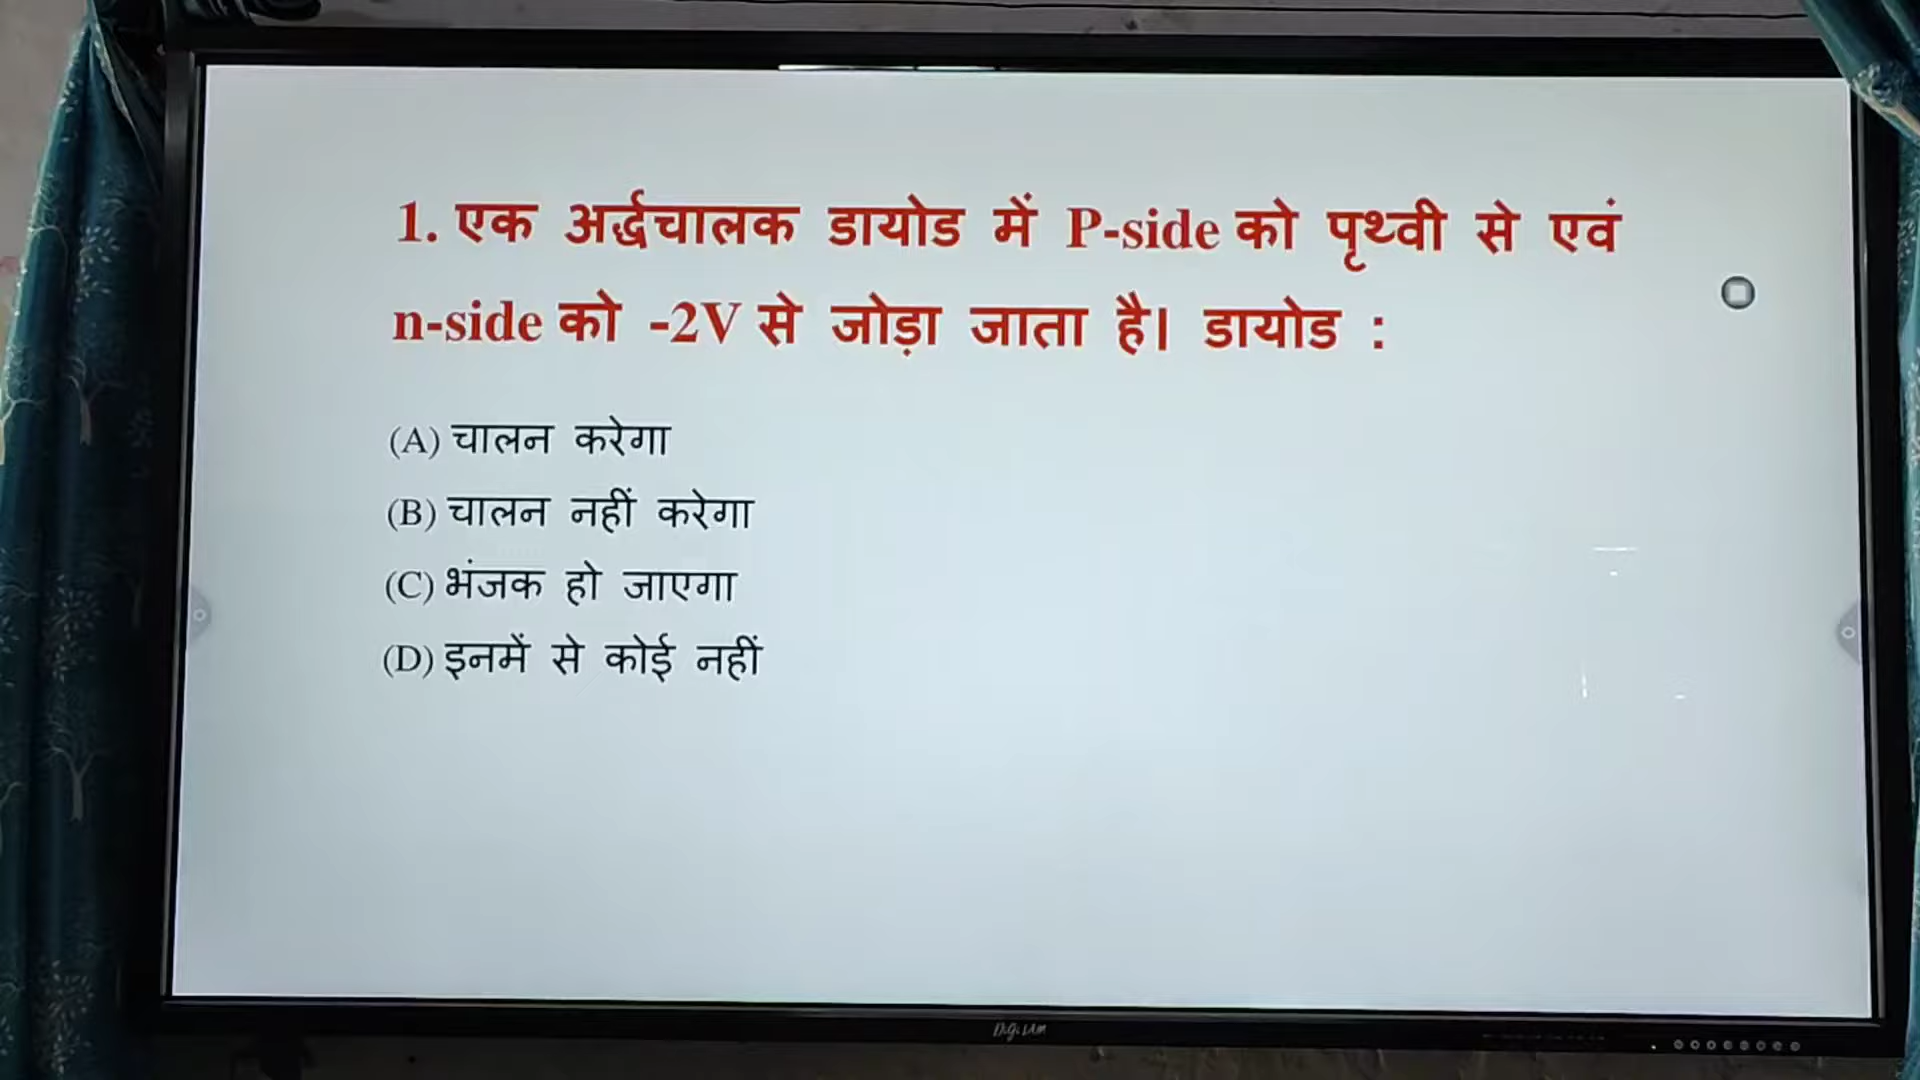 1. एक अर्द्धचालक डायोड में P-side को पृथ्वी से एवं
n-side को -2V से जोड़ा जाता है। डायोड :
(A) चालन करेगा
(B) चालन नहीं करेगा
(C) भंजक हो जाएगा
(D) इनमें से कोई नहीं